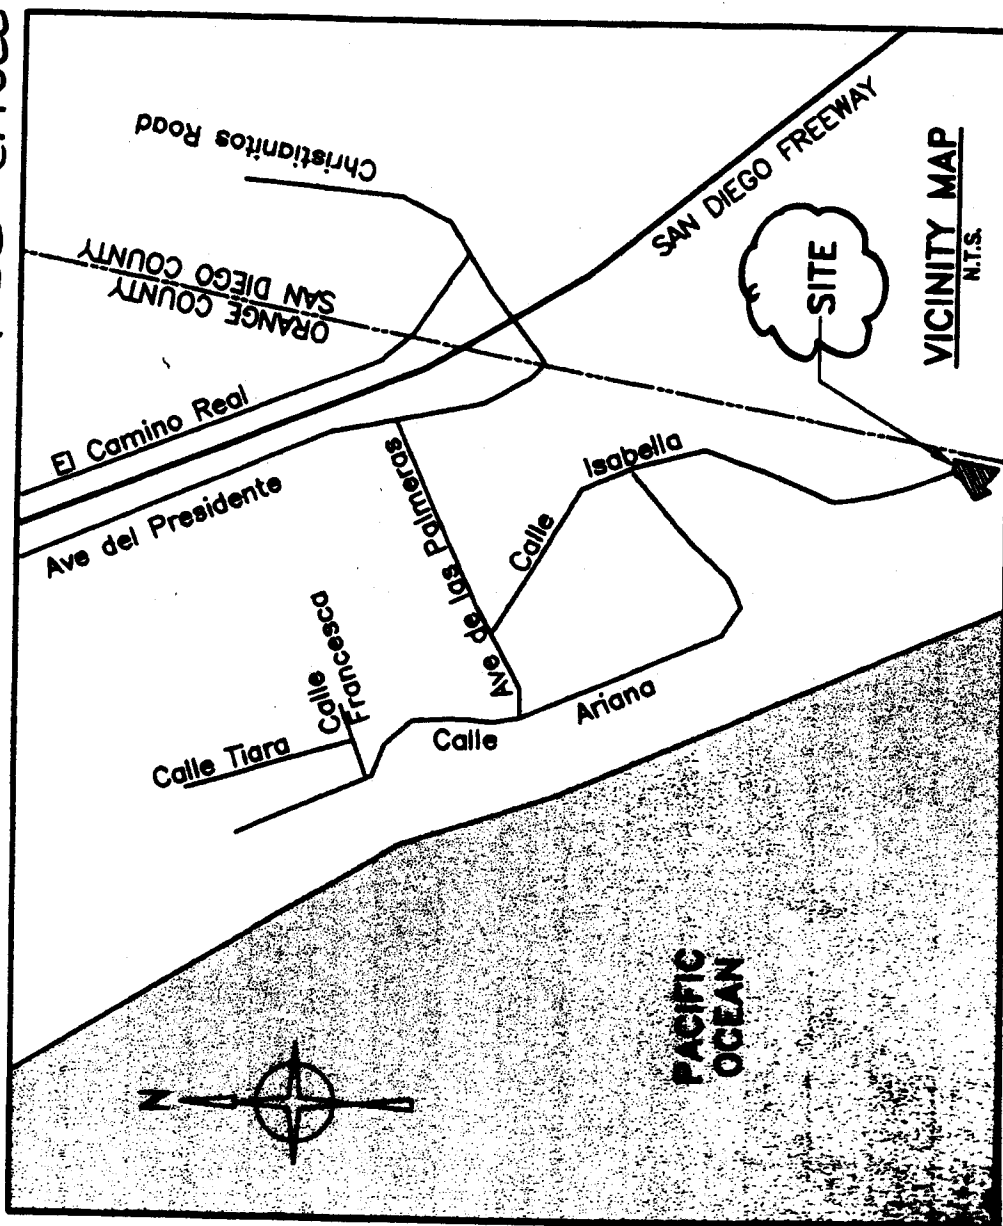 Christianitos Road
SAN DIEGO COUNTY
ORANGE COUNTY
El Camino Real
Ave del Presidente
SAN DIEGO FREEWAY
Ave de las Palmeras
Calle
Isabella
Calle
Francesca
Calle Tiara
Calle
Ariana
SITE
VICINITY MAP
N.T.S.
PACIFIC
OCEAN
N